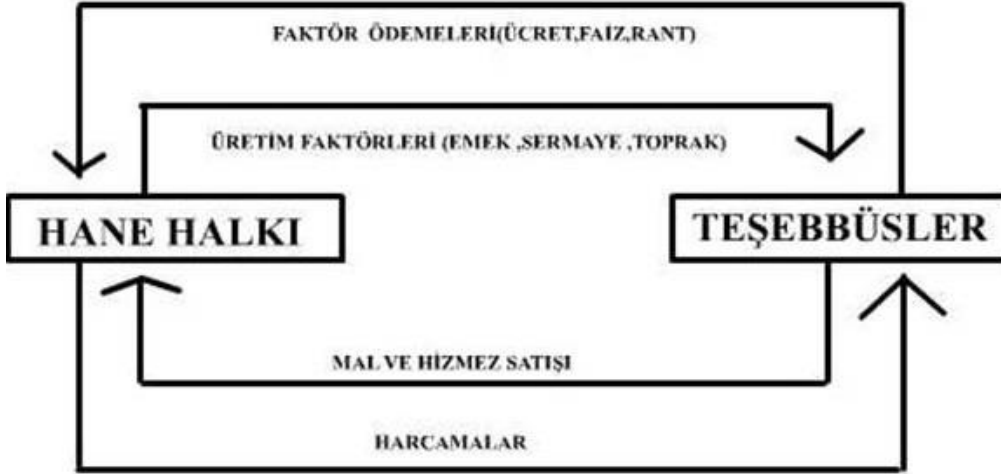 FAKTÖR ÖDEMELERİ(ÜCRET,FAİZ,RANT)
ÜRETİM FAKTÖRLERİ (EMEK ,SERMAYE ,TOPRAK)
HANE HALKI
TEŞEBBÜSLER
MAL VE HİZMEZ SATIŞI
HARCAMALAR